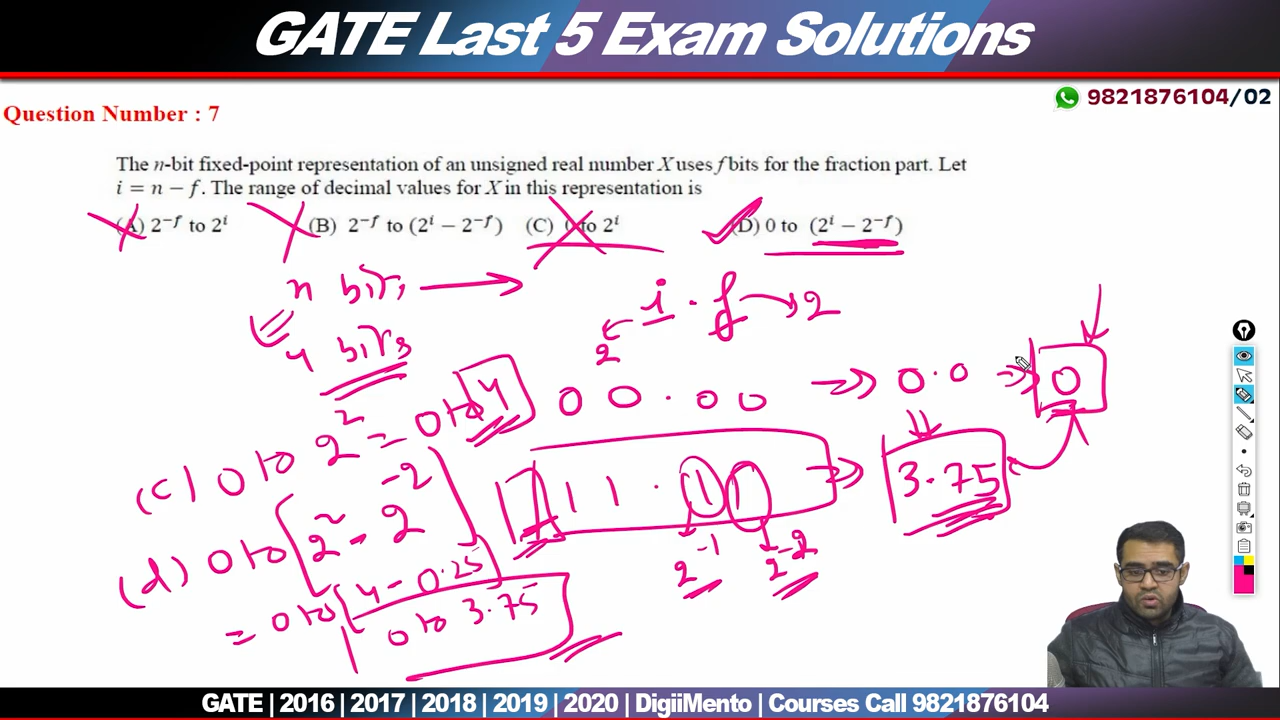 GATE Last 5 Exam Solutions
9821876104/02
Question Number : 7
The n-bit fixed-point representation of an unsigned real number X uses f bits for the fraction part. Let
i = n − f. The range of decimal values for X in this representation is
(A) 2^−f to 2^i (B) 2^−f to (2^i − 2^−f) (C) 0 to 2^i (D) 0 to (2^i − 2^−f)
n bits → i . f → 2
2
4 bits
00.00 ⇒ 0.0 ⇒ 0
(c) 0 to 2^2 = 0 to 4
11.11 ⇒ 3.75
2^-1 2^-2
(d) 0 to [2^2 - 2^-2]
= 0 to [4 - 0.25]
0 to 3.75
GATE | 2016 | 2017 | 2018 | 2019 | 2020 | DigiiMento | Courses Call 9821876104